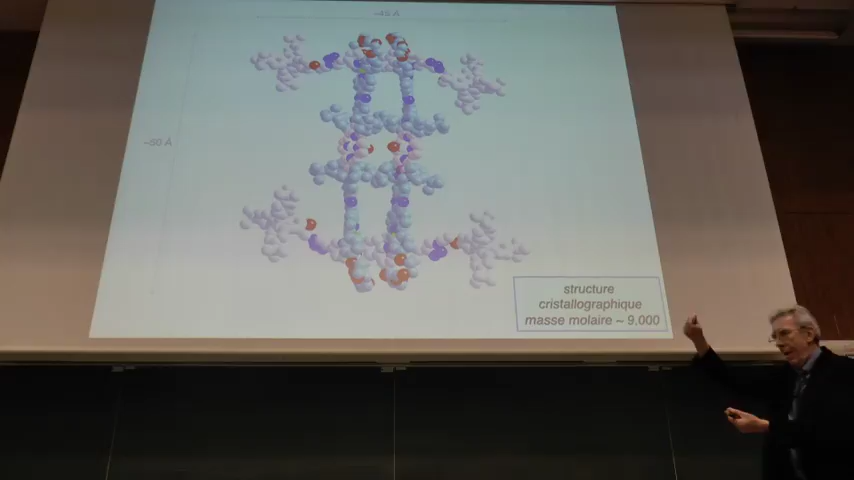 ~45 Å
~50 Å
structure
cristallographique
masse molaire ~ 9,000